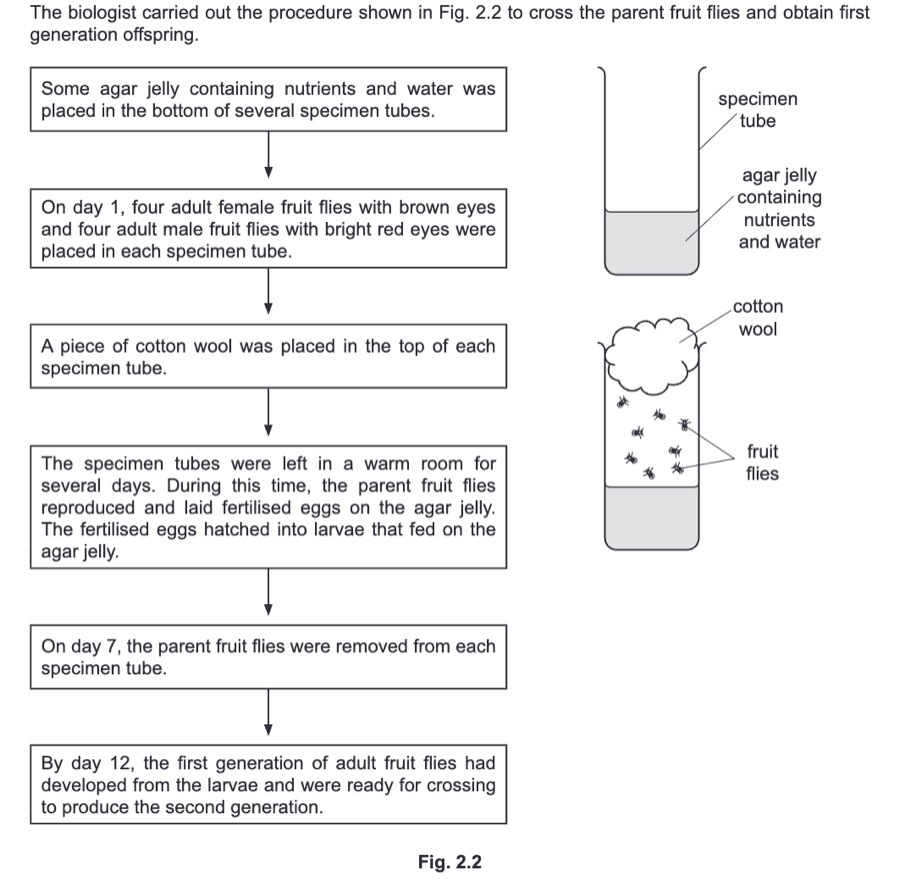 The biologist carried out the procedure shown in Fig. 2.2 to cross the parent fruit flies and obtain first
generation offspring.
Some agar jelly containing nutrients and water was
placed in the bottom of several specimen tubes.
specimen
tube
agar jelly
containing
nutrients
and water
On day 1, four adult female fruit flies with brown eyes
and four adult male fruit flies with bright red eyes were
placed in each specimen tube.
A piece of cotton wool was placed in the top of each
specimen tube.
cotton
wool
fruit
flies
The specimen tubes were left in a warm room for
several days. During this time, the parent fruit flies
reproduced and laid fertilised eggs on the agar jelly.
The fertilised eggs hatched into larvae that fed on the
agar jelly.
On day 7, the parent fruit flies were removed from each
specimen tube.
By day 12, the first generation of adult fruit flies had
developed from the larvae and were ready for crossing
to produce the second generation.
Fig. 2.2